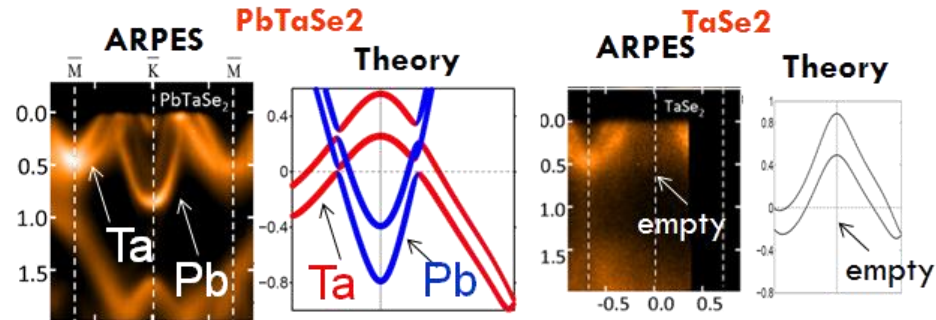 PbTaSe2
ARPES
M̅ K̅ M̅
PbTaSe₂
0.0
0.5
1.0
1.5
Ta
Pb
Theory
0.4
0
-0.4
-0.8
Ta
Pb
TaSe2
ARPES
TaSe₂
0.0
0.5
1.0
1.5
empty
-0.5 0.0 0.5
Theory
1
0.8
0.4
0
-0.4
-0.8
empty